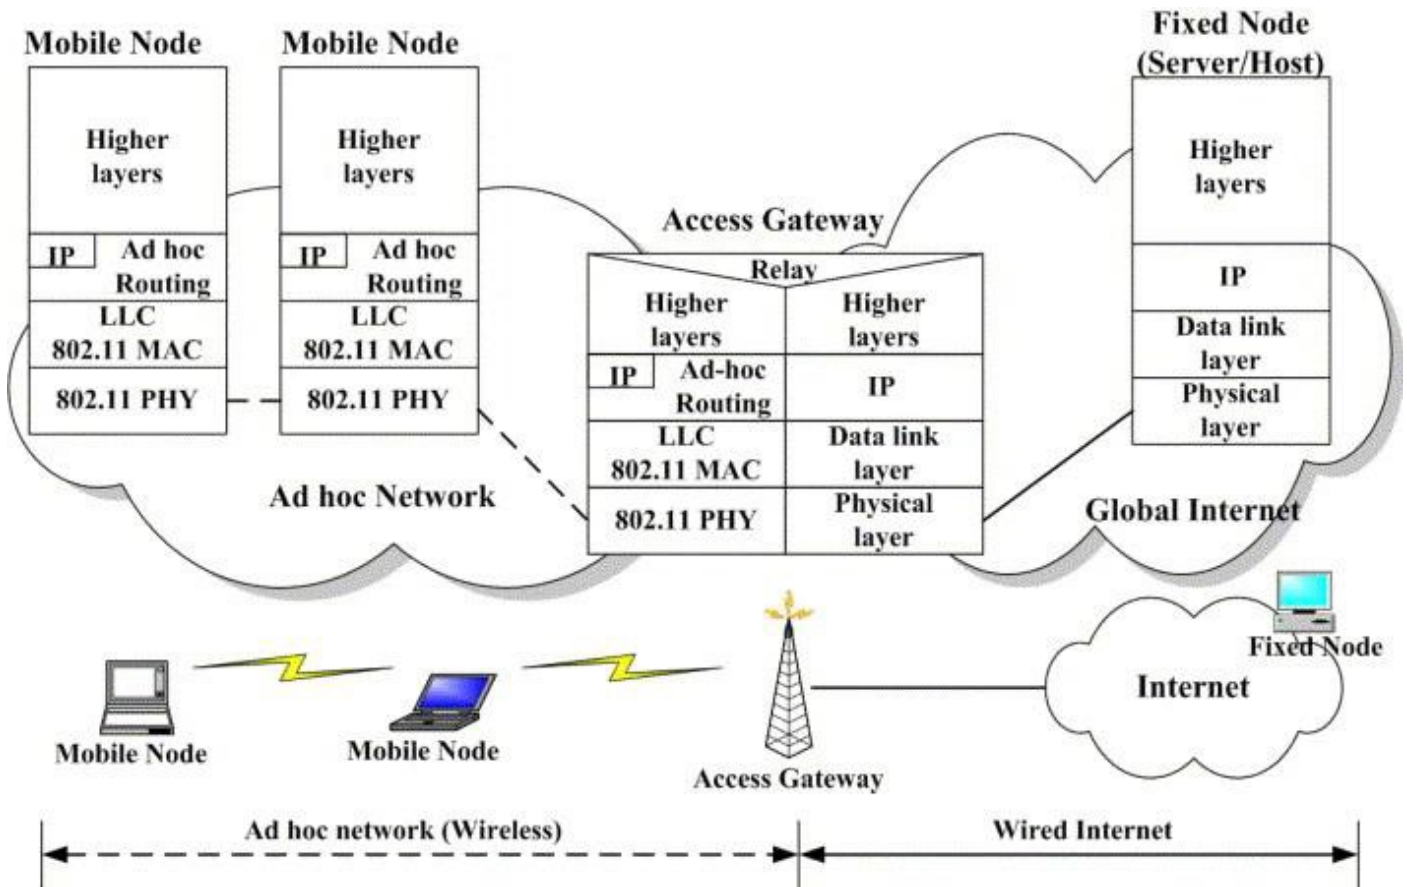 Mobile Node
Higher
layers
IP
Ad hoc
Routing
LLC
802.11 MAC
802.11 PHY
Mobile Node
Higher
layers
IP
Ad hoc
Routing
LLC
802.11 MAC
802.11 PHY
Ad hoc Network
Access Gateway
Relay
Higher
layers
IP
Ad-hoc
Routing
LLC
802.11 MAC
802.11 PHY
Higher
layers
IP
Data link
layer
Physical
layer
Fixed Node
(Server/Host)
Higher
layers
IP
Data link
layer
Physical
layer
Global Internet
Mobile Node
Mobile Node
Access Gateway
Internet
Fixed Node
Ad hoc network (Wireless)
Wired Internet